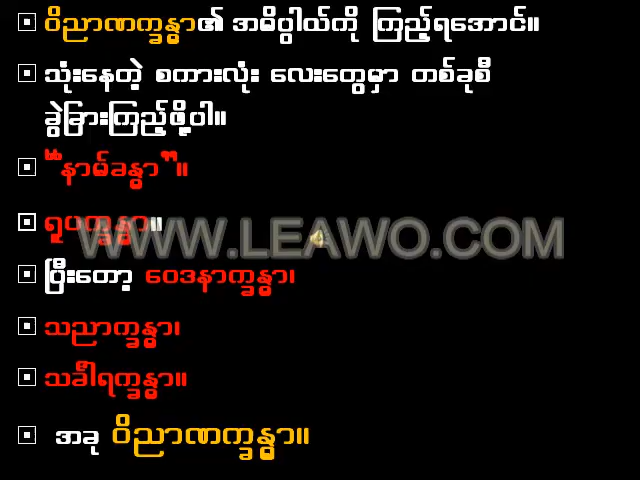 ဝိညာဏက္ခန္ဓာ၏ အဓိပ္ပါယ်ကို ကြည့်ရအောင်။
သုံးနေတဲ့ စကားလုံး လေးတွေမှာ တစ်ခုစီ
ခွဲခြားကြည့်ဖို့ပါ။
“နာမ်ခန္ဓာ”။
ရူပက္ခန္ဓာ။
WWW.LEAWO.COM
ပြီးတော့ ဝေဒနာက္ခန္ဓာ၊
သညာက္ခန္ဓာ၊
သင်္ခါရက္ခန္ဓာ။
အခု ဝိညာဏက္ခန္ဓာ။